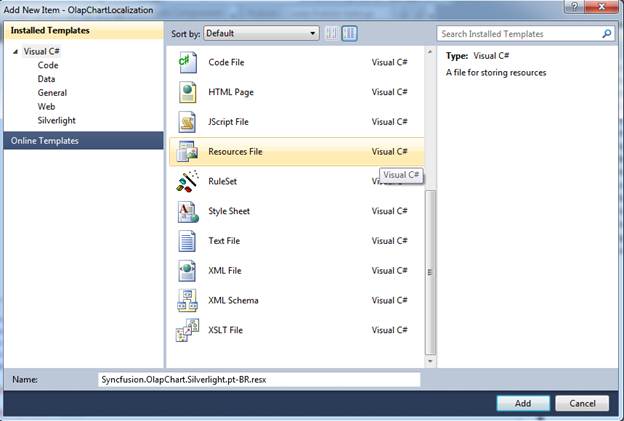 Add New Item - OlapChartLocalization
Installed Templates
Visual C#
Code
Data
General
Web
Silverlight
Online Templates
Sort by: Default
Code File Visual C#
HTML Page Visual C#
JScript File Visual C#
Resources File Visual C#
Visual C#
RuleSet
Style Sheet Visual C#
Text File Visual C#
XML File Visual C#
XML Schema Visual C#
XSLT File Visual C#
Search Installed Templates
Type: Visual C#
A file for storing resources
Name: Syncfusion.OlapChart.Silverlight.pt-BR.resx
Add Cancel